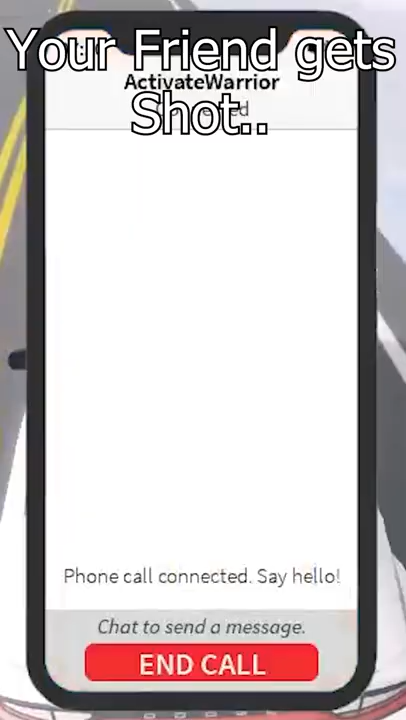 Your Friend gets
ActivateWarrior
Shot..
Phone call connected. Say hello!
Chat to send a message.
END CALL